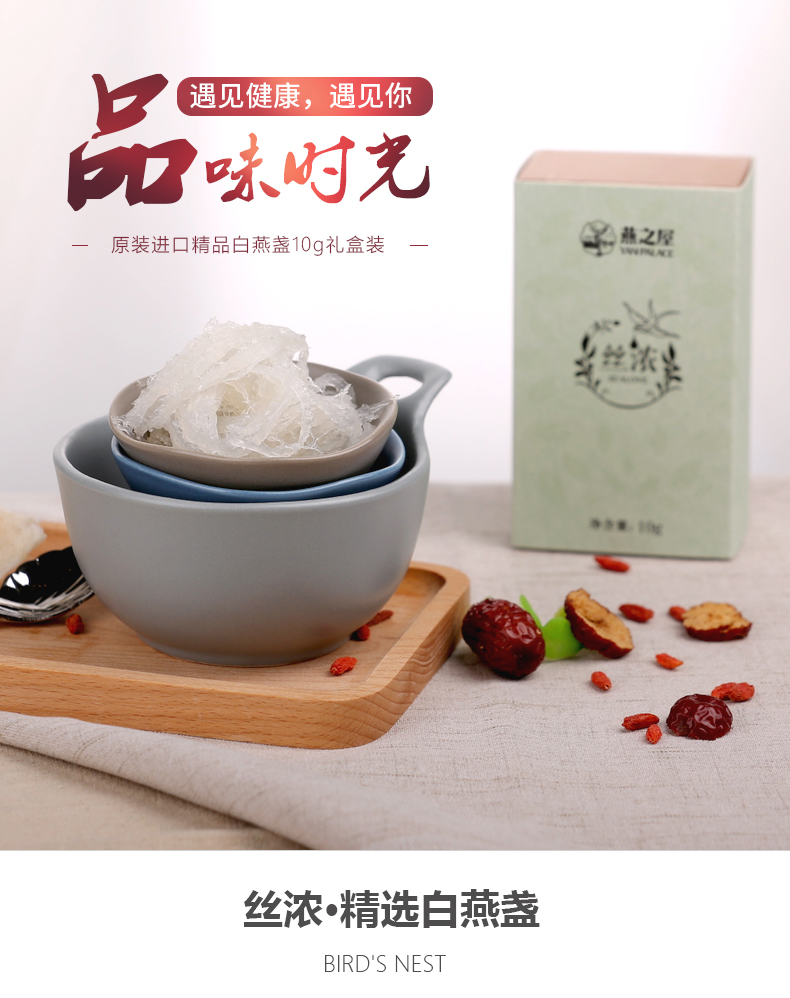 遇见健康，遇见你
品味时光
原装进口精品白燕盏10g礼盒装
燕之屋
YAN PALACE
丝浓
净含量：10g
丝浓·精选白燕盏
BIRD'S NEST